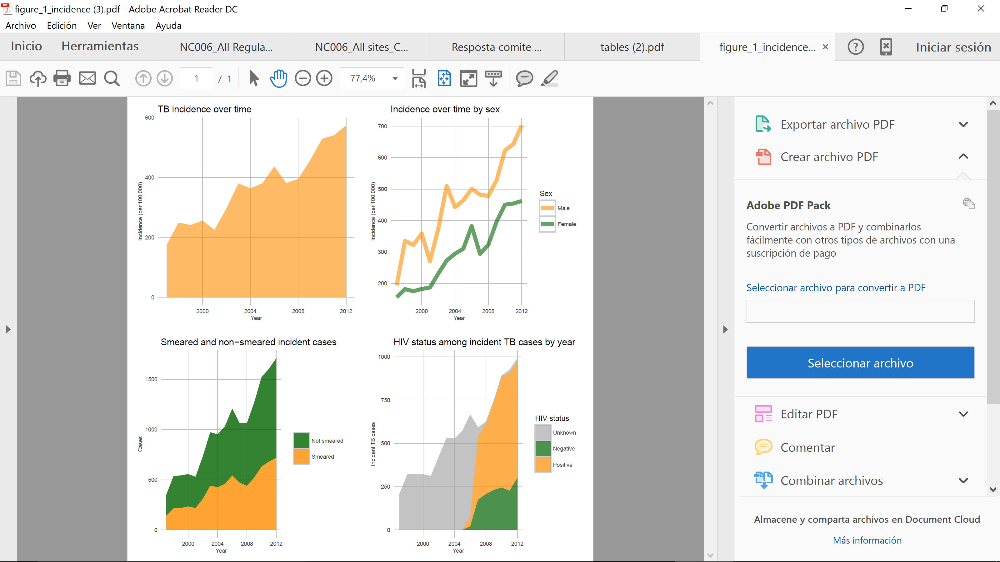 figure_1_incidence (3).pdf - Adobe Acrobat Reader DC
Archivo Edición Ver Ventana Ayuda
Inicio Herramientas NC006_All Regula... NC006_All sites_C... Resposta comite ... tables (2).pdf figure_1_incidence... Iniciar sesión
1 / 1 77,4%
TB incidence over time
600
400
200
0
Incidence (per 100,000)
2000 2004 2008 2012
Year
Incidence over time by sex
700
600
500
400
300
200
Incidence (per 100,000)
2000 2004 2008 2012
Year
Sex
Male
Female
Smeared and non−smeared incident cases
1500
1000
500
0
Cases
2000 2004 2008 2012
Year
Not smeared
Smeared
HIV status among incident TB cases by year
1000
750
500
250
0
Incident TB cases
2000 2004 2008 2012
Year
HIV status
Unknown
Negative
Positive
Exportar archivo PDF
Crear archivo PDF
Adobe PDF Pack
Convertir archivos a PDF y combinarlos
fácilmente con otros tipos de archivos con una
suscripción de pago
Seleccionar archivo para convertir a PDF
Seleccionar archivo
Editar PDF
Comentar
Combinar archivos
Almacene y comparta archivos en Document Cloud
Más información